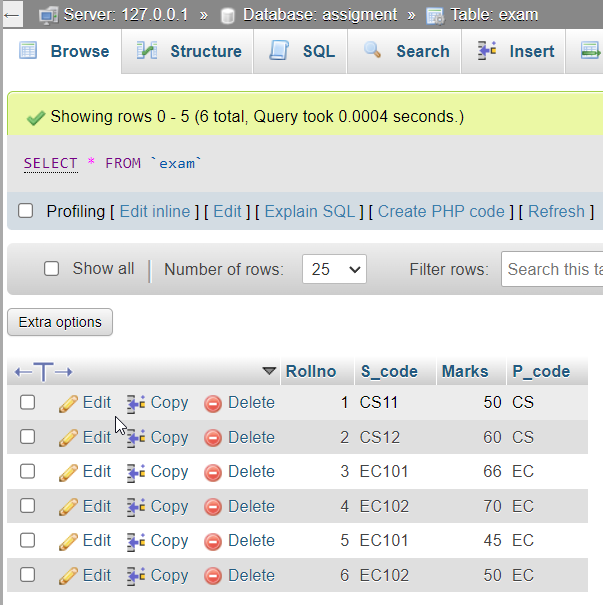 Server: 127.0.0.1 » Database: assigment » Table: exam
Browse Structure SQL Search Insert
Showing rows 0 - 5 (6 total, Query took 0.0004 seconds.)
SELECT * FROM `exam`
Profiling [ Edit inline ] [ Edit ] [ Explain SQL ] [ Create PHP code ] [ Refresh ]
Show all Number of rows: 25 Filter rows: Search this ta
Extra options
Rollno S_code Marks P_code
Edit Copy Delete 1 CS11 50 CS
Edit Copy Delete 2 CS12 60 CS
Edit Copy Delete 3 EC101 66 EC
Edit Copy Delete 4 EC102 70 EC
Edit Copy Delete 5 EC101 45 EC
Edit Copy Delete 6 EC102 50 EC